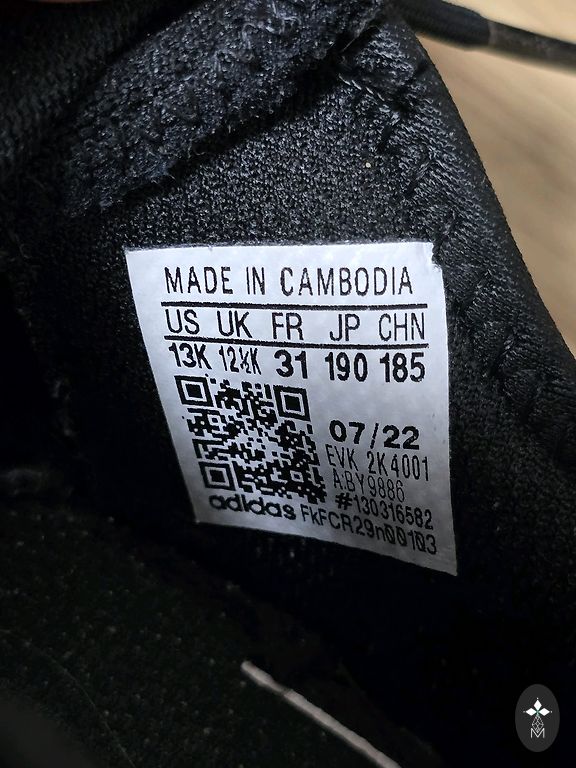 MADE IN CAMBODIA
US UK FR JP CHN
13K 12½K 31 190 185
07/22
EVK 2K4001
ABY9886
#130316582
adidas FkFCR29n00103
M